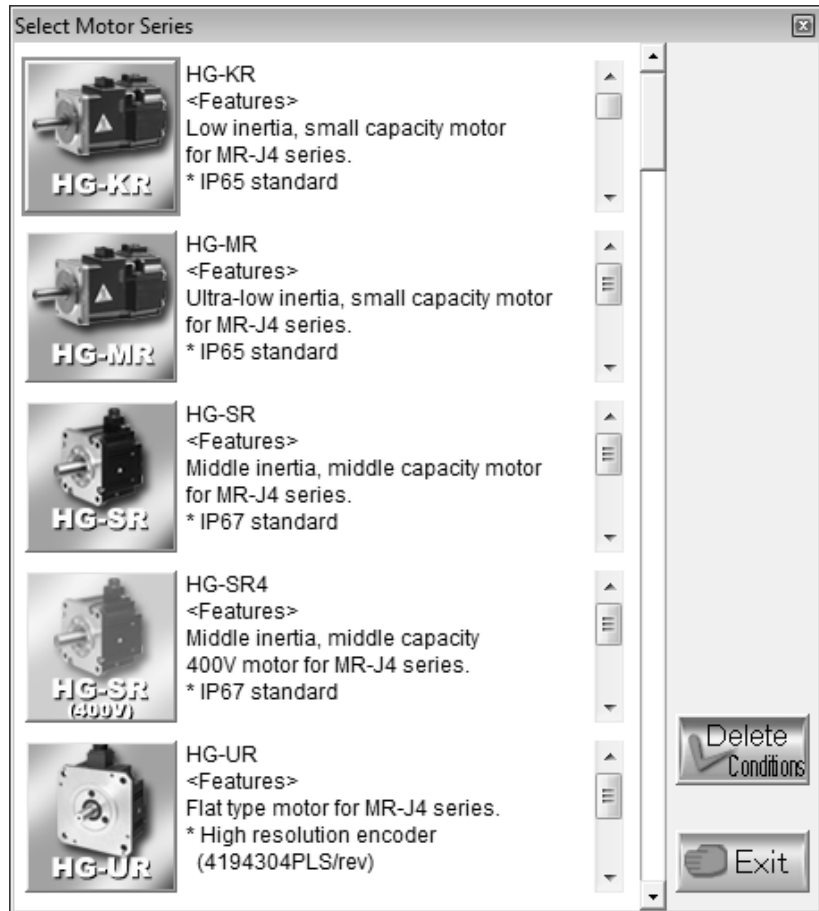 Select Motor Series
HG-KR
HG-KR
<Features>
Low inertia, small capacity motor
for MR-J4 series.
* IP65 standard
HG-MR
HG-MR
<Features>
Ultra-low inertia, small capacity motor
for MR-J4 series.
* IP65 standard
HG-SR
HG-SR
<Features>
Middle inertia, middle capacity motor
for MR-J4 series.
* IP67 standard
HG-SR
(400V)
HG-SR4
<Features>
Middle inertia, middle capacity
400V motor for MR-J4 series.
* IP67 standard
HG-UR
HG-UR
<Features>
Flat type motor for MR-J4 series.
* High resolution encoder
(4194304PLS/rev)
Delete
Conditions
Exit